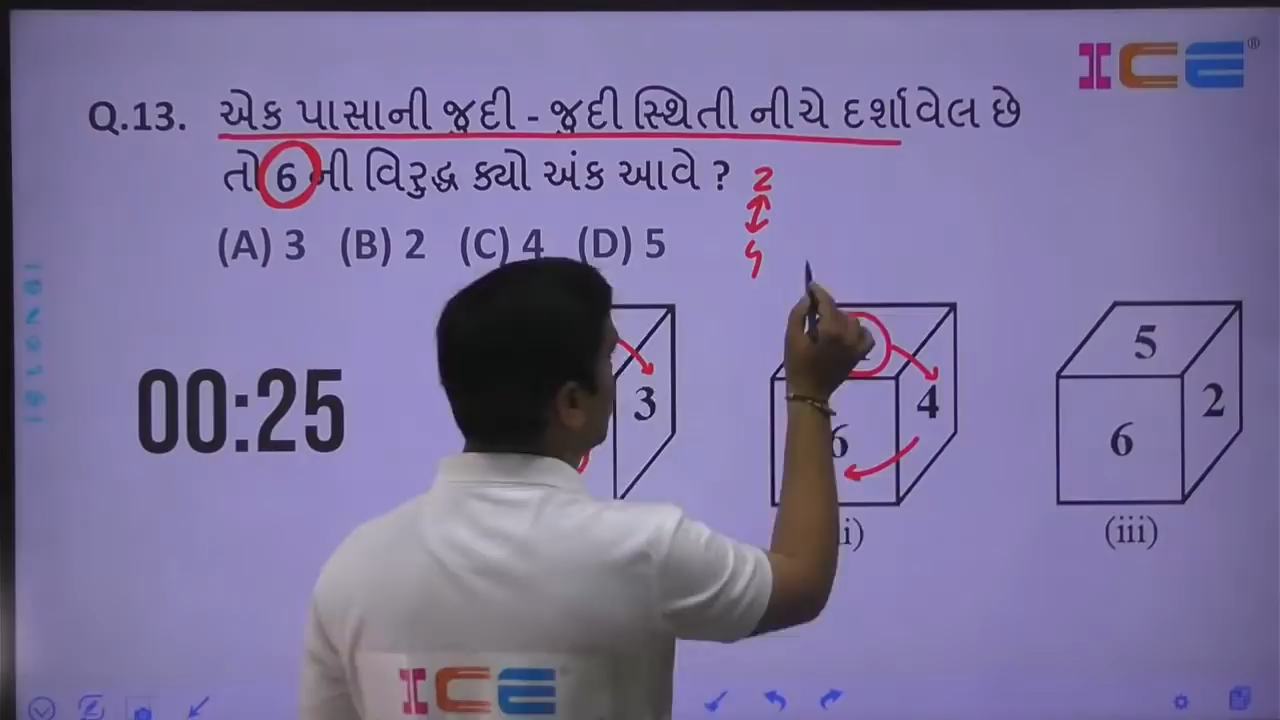 ICE®
Q.13. એક પાસાની જુદી - જુદી સ્થિતી નીચે દર્શાવેલ છે
તો 6 ની વિરુદ્ધ ક્યો અંક આવે ? 2
(A) 3 (B) 2 (C) 4 (D) 5
00:25
3
4
6
i)
5
6
2
(iii)
ICE